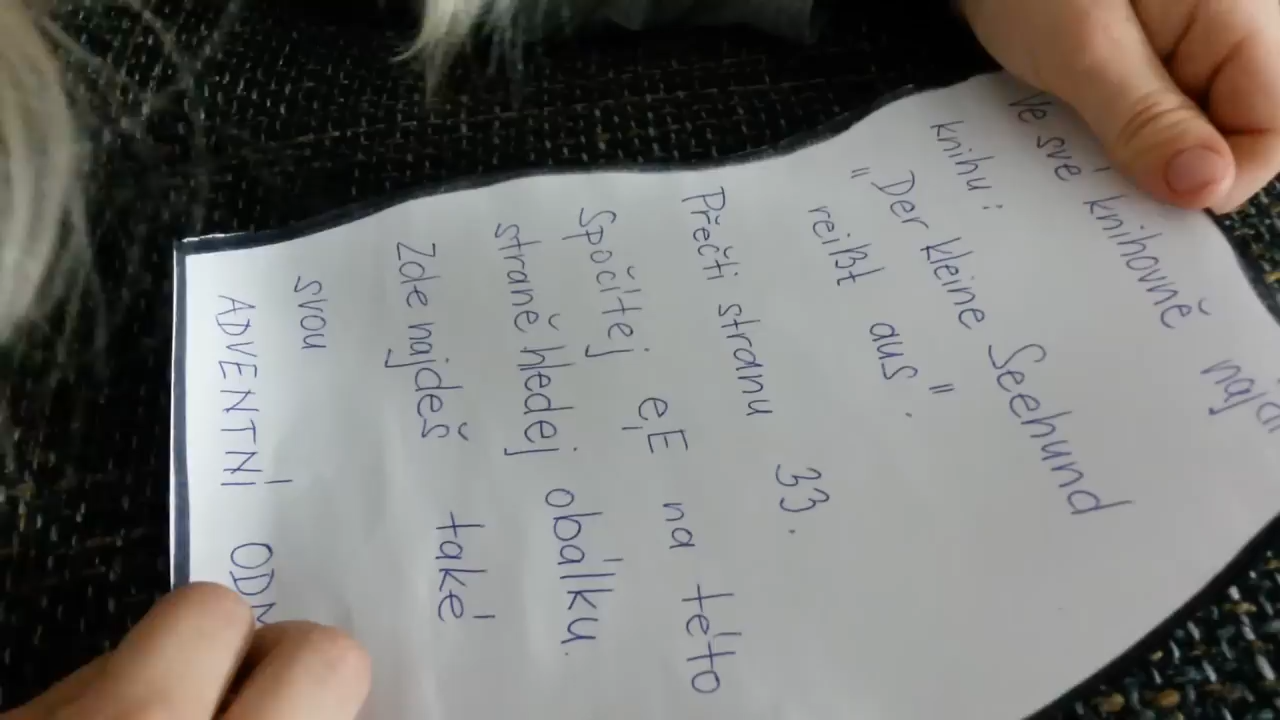 Ve své knihovně
knihu:
"Der kleine Seehund
reißt aus".
Přečti stranu 33.
Spočítej e,E na této
straně hledej obálku.
Zde najdeš také
svou
ADVENTNÍ